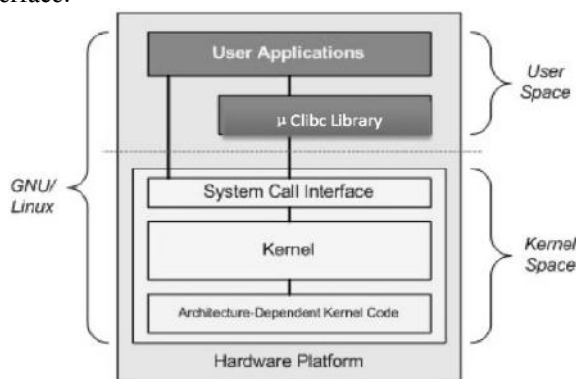 erface.
User Applications
μ Clibc Library
User
Space
GNU/
Linux
System Call Interface
Kernel
Kernel
Space
Architecture-Dependent Kernel Code
Hardware Platform